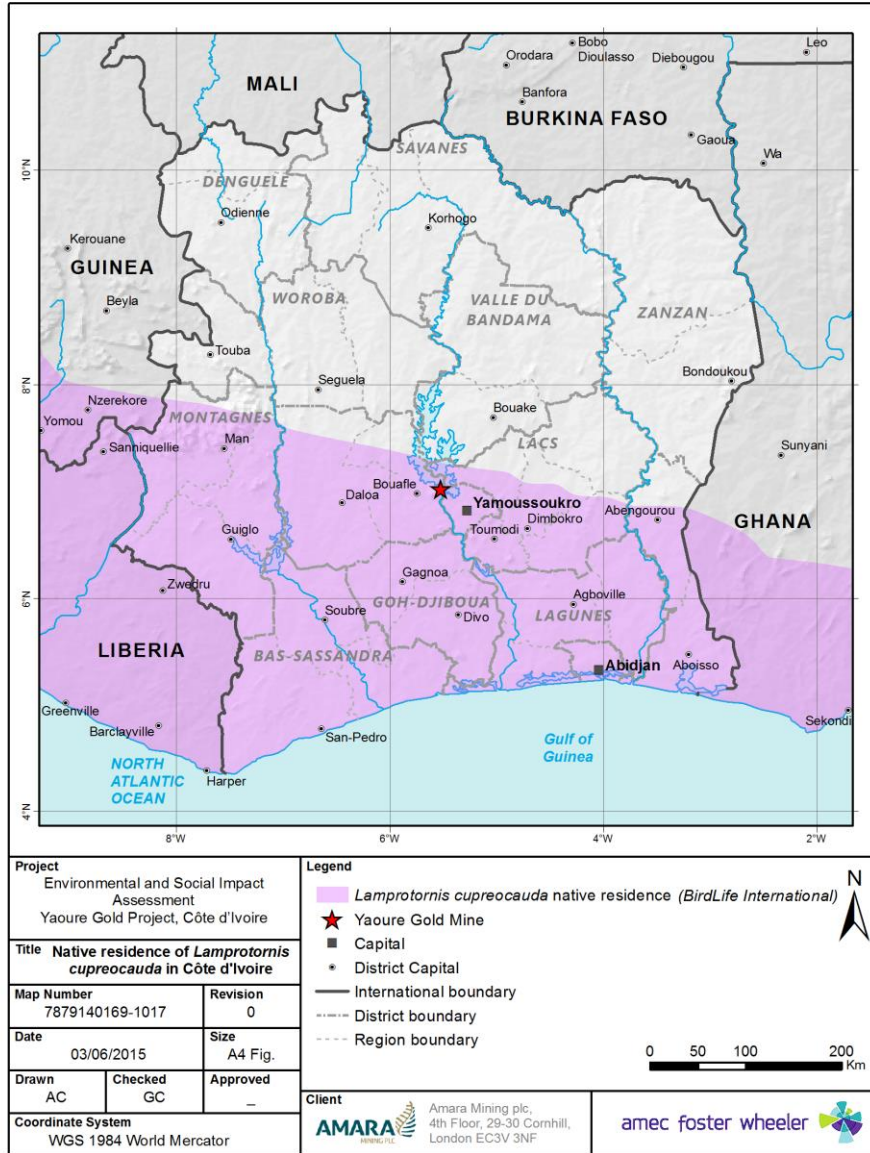 MALI
BURKINA FASO
GUINEA
LIBERIA
GHANA
Orodara
Bobo
Dioulasso
Diebougou
Leo
Banfora
Gaoua
Wa
10°N
SAVANES
DENGUELE
Odienne
Korhogo
Kerouane
Beyla
WOROBA
VALLE DU
BANDAMA
ZANZAN
Touba
Seguela
Bondoukou
8°N
Nzerekore
Yomou
Sanniquellie
MONTAGNES
Man
Bouake
LACS
Sunyani
Daloa
Bouafle
Yamoussoukro
Toumodi
Dimbokro
Abengourou
Guiglo
Zwedru
Gagnoa
GOH-DJIBOUA
Soubre
Divo
Agboville
LAGUNES
6°N
BAS-SASSANDRA
Abidjan
Aboisso
Greenville
Barclayville
San-Pedro
Sekondi
Harper
NORTH
ATLANTIC
OCEAN
Gulf of
Guinea
4°N
8°W
6°W
4°W
2°W
Project
Environmental and Social Impact
Assessment
Yaoure Gold Project, Côte d'Ivoire
Title Native residence of Lamprotornis
cupreocauda in Côte d'Ivoire
Map Number
7879140169-1017
Revision
0
Date
03/06/2015
Size
A4 Fig.
Drawn
AC
Checked
GC
Approved
_
Coordinate System
WGS 1984 World Mercator
Legend
Lamprotornis cupreocauda native residence (BirdLife International)
Yaoure Gold Mine
Capital
District Capital
International boundary
District boundary
Region boundary
N
0 50 100 200
Km
Client
AMARA
MINING PLC
Amara Mining plc,
4th Floor, 29-30 Cornhill,
London EC3V 3NF
amec foster wheeler